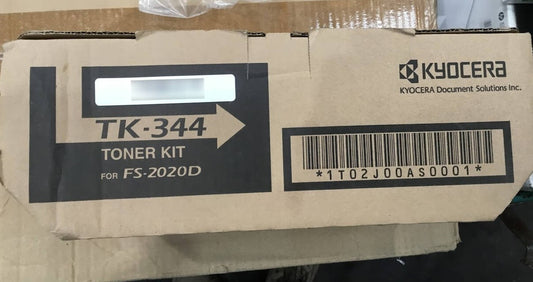 TK-344
TONER KIT
FOR FS-2020D
KYOCERA
KYOCERA Document Solutions Inc.
*1T02J00AS0001*